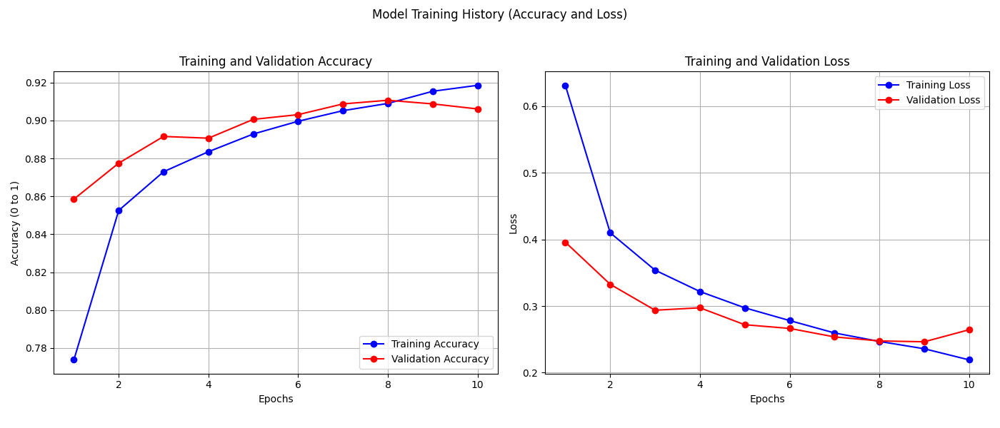 Model Training History (Accuracy and Loss)
Training and Validation Accuracy
0.92
0.90
0.88
0.86
0.84
0.82
0.80
0.78
Accuracy (0 to 1)
Training Accuracy
Validation Accuracy
2 4 6 8 10
Epochs
Training and Validation Loss
Training Loss
Validation Loss
0.6
0.5
0.4
0.3
0.2
Loss
2 4 6 8 10
Epochs